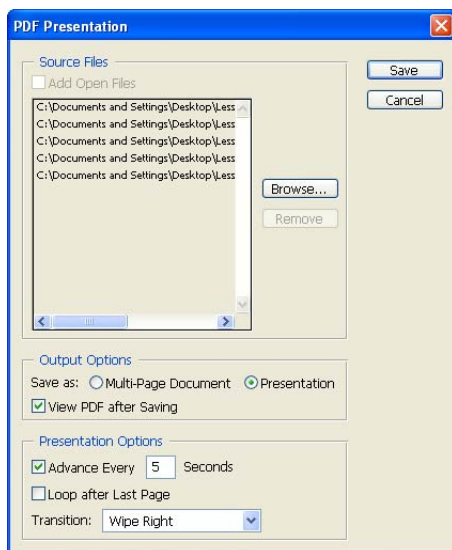 PDF Presentation
Source Files
Add Open Files
C:\Documents and Settings\Desktop\Less
C:\Documents and Settings\Desktop\Less
C:\Documents and Settings\Desktop\Less
C:\Documents and Settings\Desktop\Less
C:\Documents and Settings\Desktop\Less
Save
Cancel
Browse...
Remove
Output Options
Save as: Multi-Page Document Presentation
View PDF after Saving
Presentation Options
Advance Every 5 Seconds
Loop after Last Page
Transition: Wipe Right